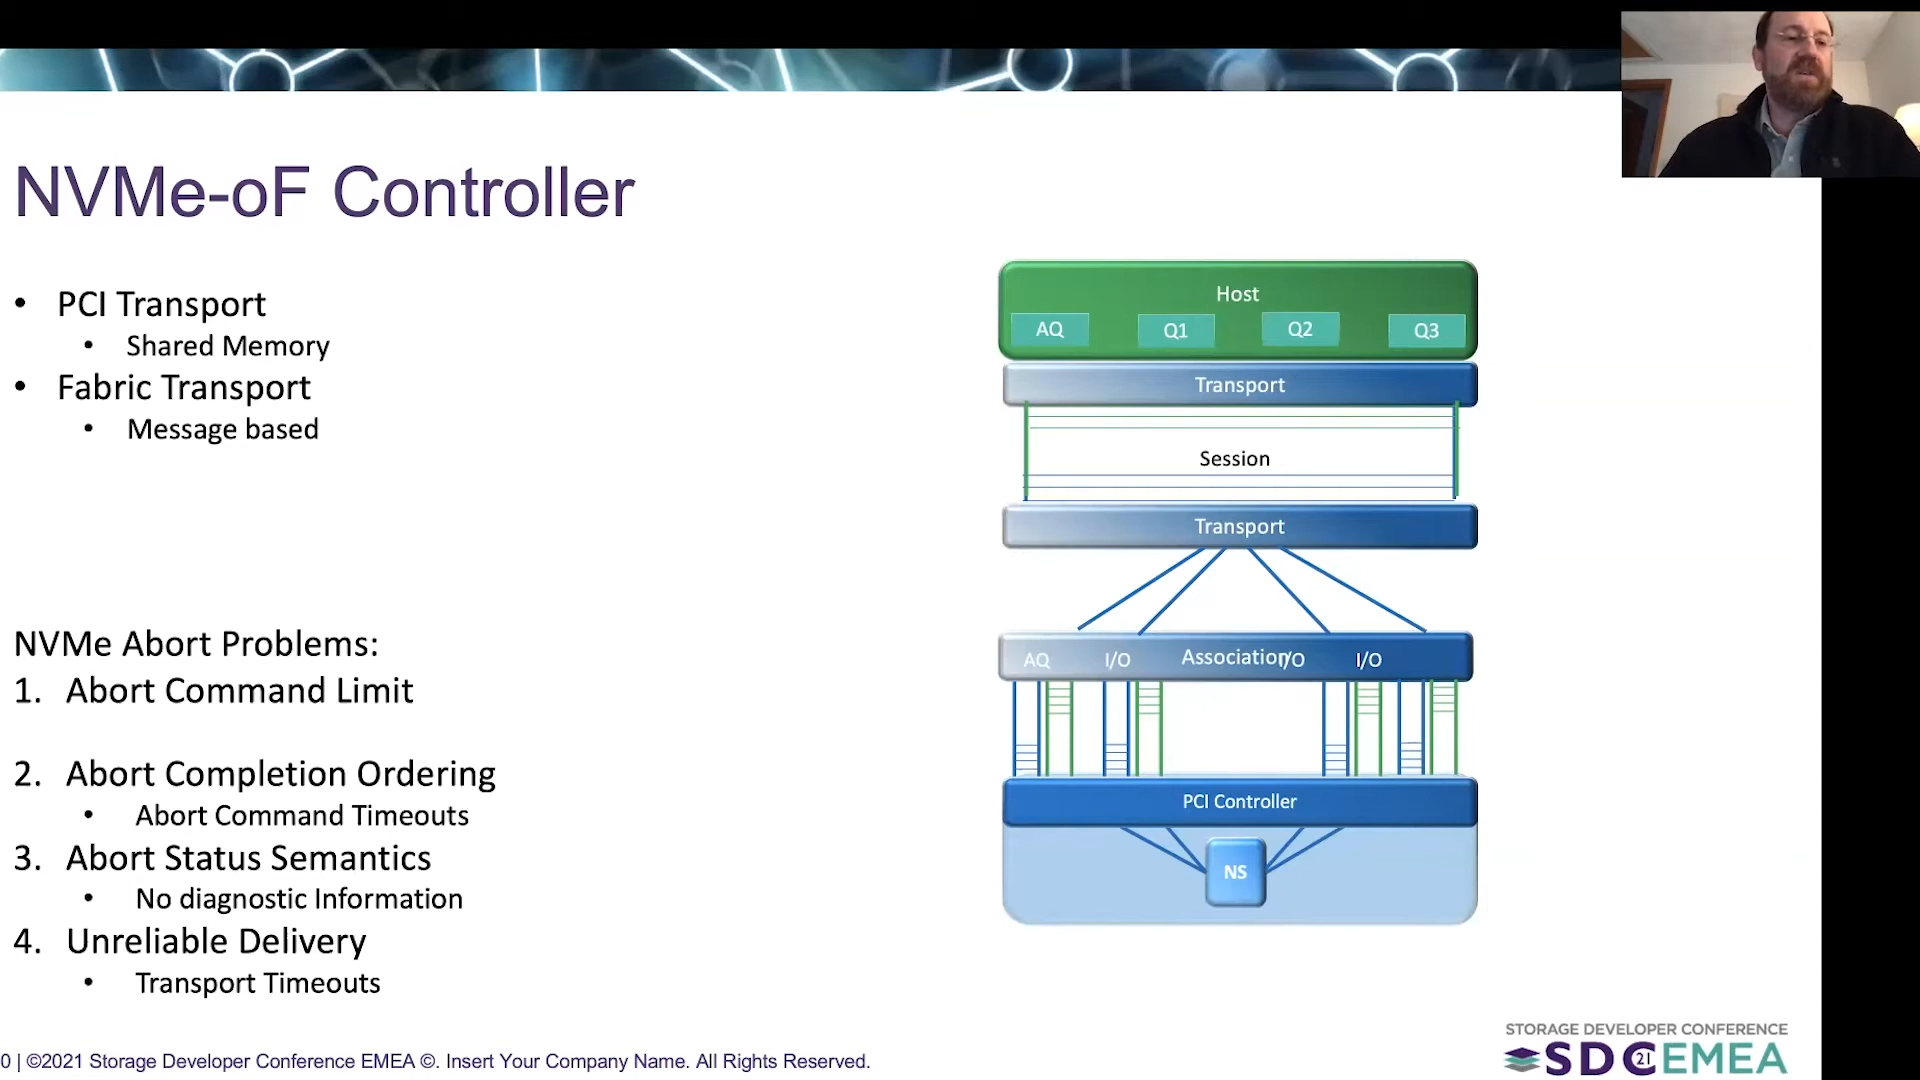 NVMe-oF Controller
• PCI Transport
• Shared Memory
• Fabric Transport
• Message based
NVMe Abort Problems:
1. Abort Command Limit
2. Abort Completion Ordering
• Abort Command Timeouts
3. Abort Status Semantics
• No diagnostic Information
4. Unreliable Delivery
• Transport Timeouts
Host
AQ Q1 Q2 Q3
Transport
Session
Transport
AQ I/O Association I/O I/O
PCI Controller
NS
0 | ©2021 Storage Developer Conference EMEA ©. Insert Your Company Name. All Rights Reserved.
STORAGE DEVELOPER CONFERENCE
SDC 21 EMEA